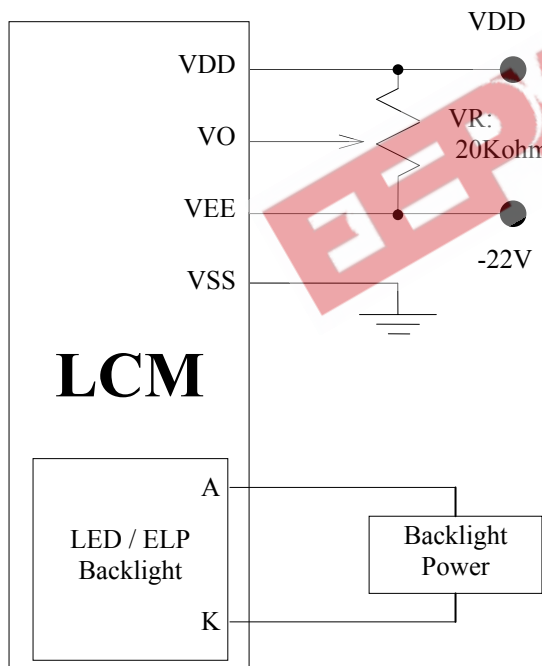 VDD
VDD
VR:
VO
20Kohm
VEE
-22V
VSS
LCM
A
LED / ELP
Backlight
Backlight
Power
K